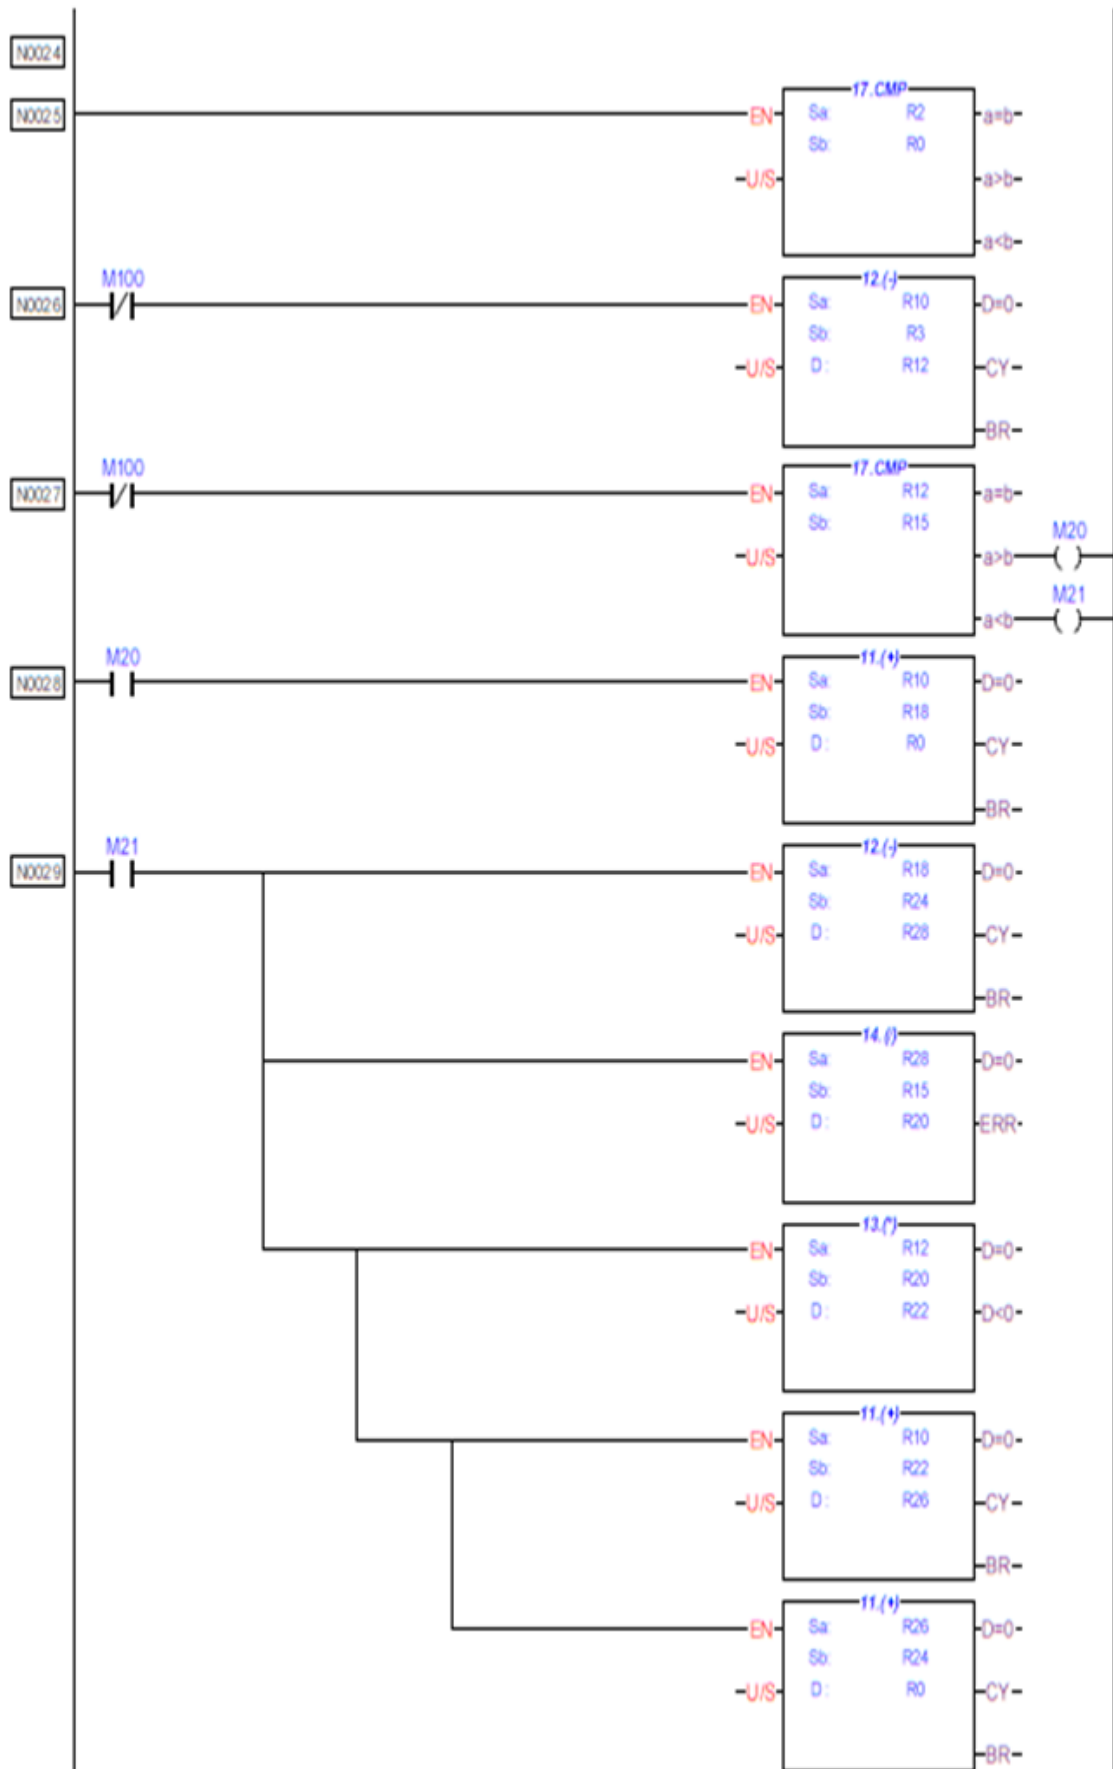 N0024
17.CMP
N0025
EN Sa: R2 a=b
Sb: R0
U/S a>b
a<b
M100 12.(-)
N0026
EN Sa: R10 D=0
Sb: R3
U/S D: R12 CY
BR
M100 17.CMP
N0027
EN Sa: R12 a=b
Sb: R15
U/S a>b M20
a<b M21
M20 11.(+)
N0028
EN Sa: R10 D=0
Sb: R18
U/S D: R0 CY
BR
M21 12.(-)
N0029
EN Sa: R18 D=0
Sb: R24
U/S D: R28 CY
BR
14.(/)
EN Sa: R28 D=0
Sb: R15
U/S D: R20 ERR
13.(*)
EN Sa: R12 D=0
Sb: R20
U/S D: R22 D<0
11.(+)
EN Sa: R10 D=0
Sb: R22
U/S D: R26 CY
BR
11.(+)
EN Sa: R26 D=0
Sb: R24
U/S D: R0 CY
BR